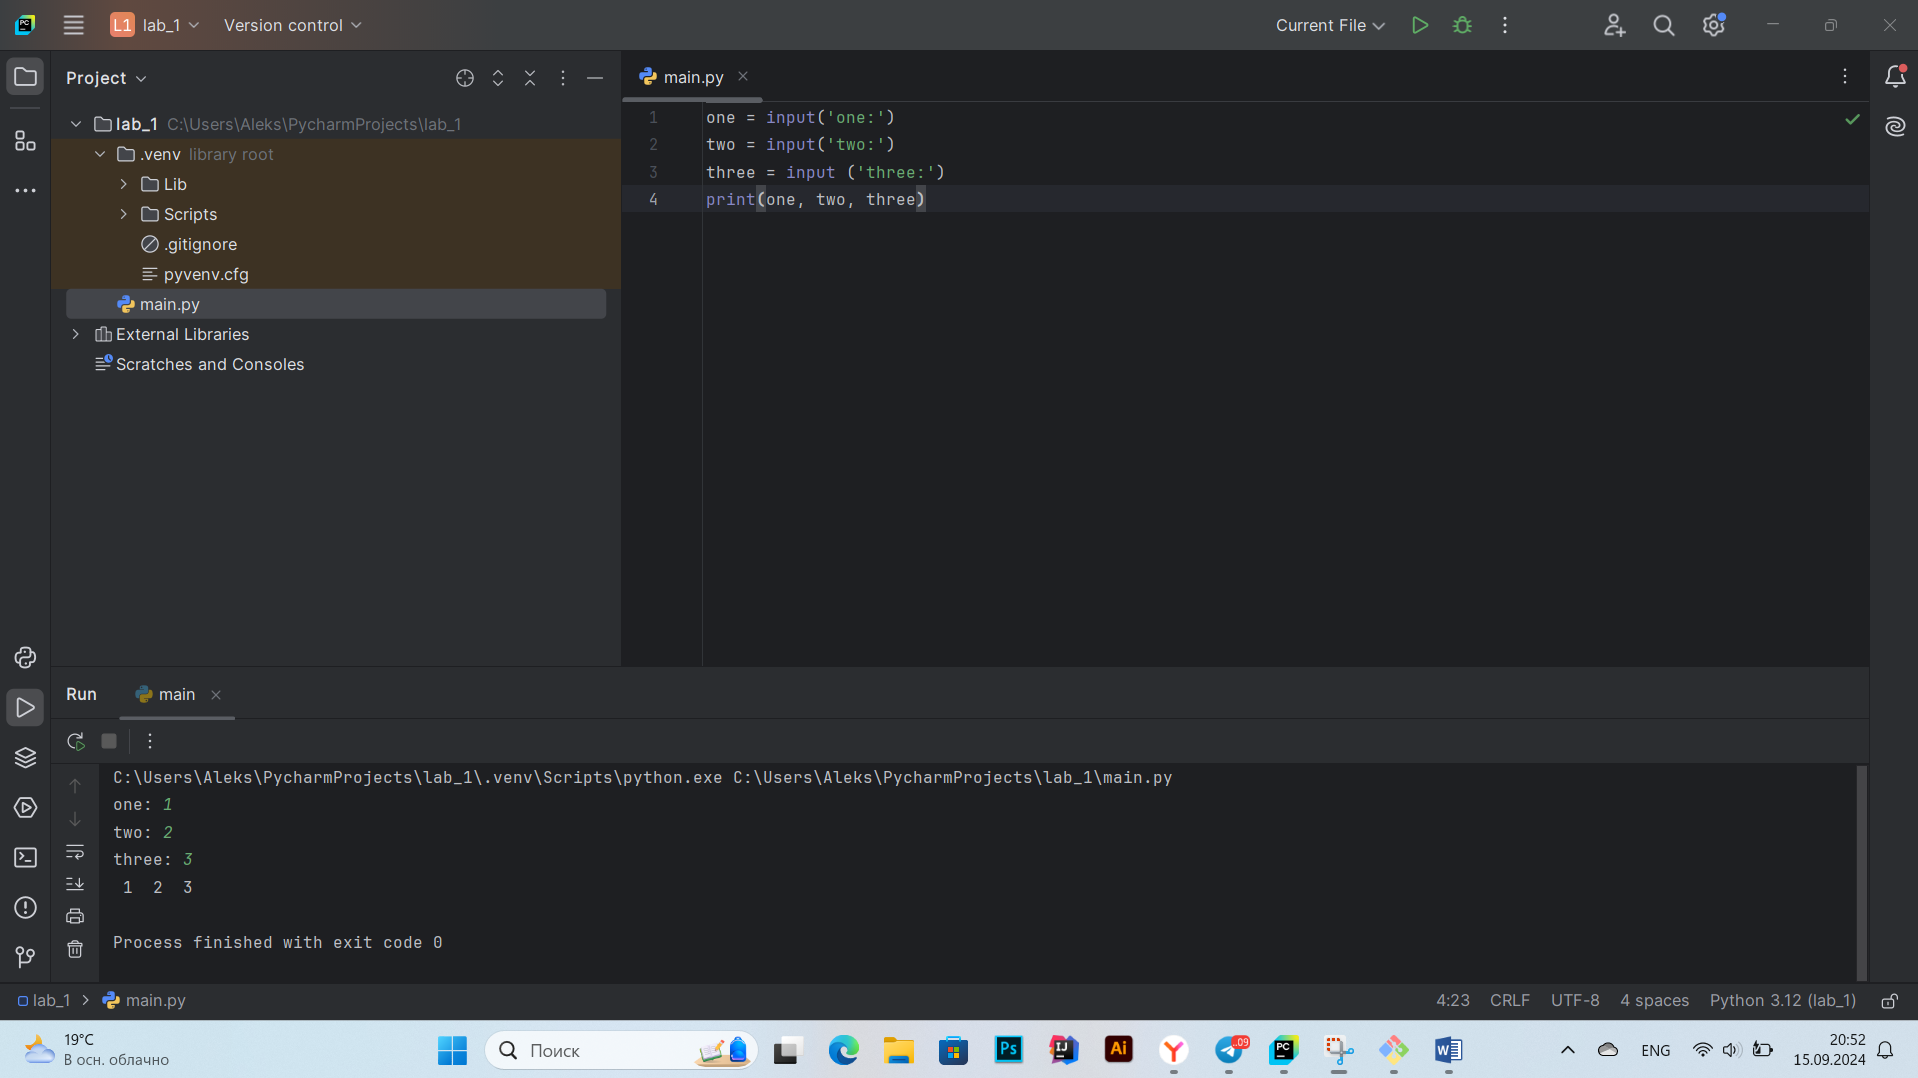 L1 lab_1 Version control Current File
Project
main.py
lab_1 C:\Users\Aleks\PycharmProjects\lab_1
.venv library root
Lib
Scripts
.gitignore
pyvenv.cfg
main.py
External Libraries
Scratches and Consoles
1 one = input('one:')
2 two = input('two:')
3 three = input ('three:')
4 print(one, two, three)
Run main
C:\Users\Aleks\PycharmProjects\lab_1\.venv\Scripts\python.exe C:\Users\Aleks\PycharmProjects\lab_1\main.py
one: 1
two: 2
three: 3
1 2 3
Process finished with exit code 0
lab_1 main.py 4:23 CRLF UTF-8 4 spaces Python 3.12 (lab_1)
19°C
В осн. облачно
Поиск
Ps
IJ
Ai
..09
PC
W
ENG
20:52
15.09.2024